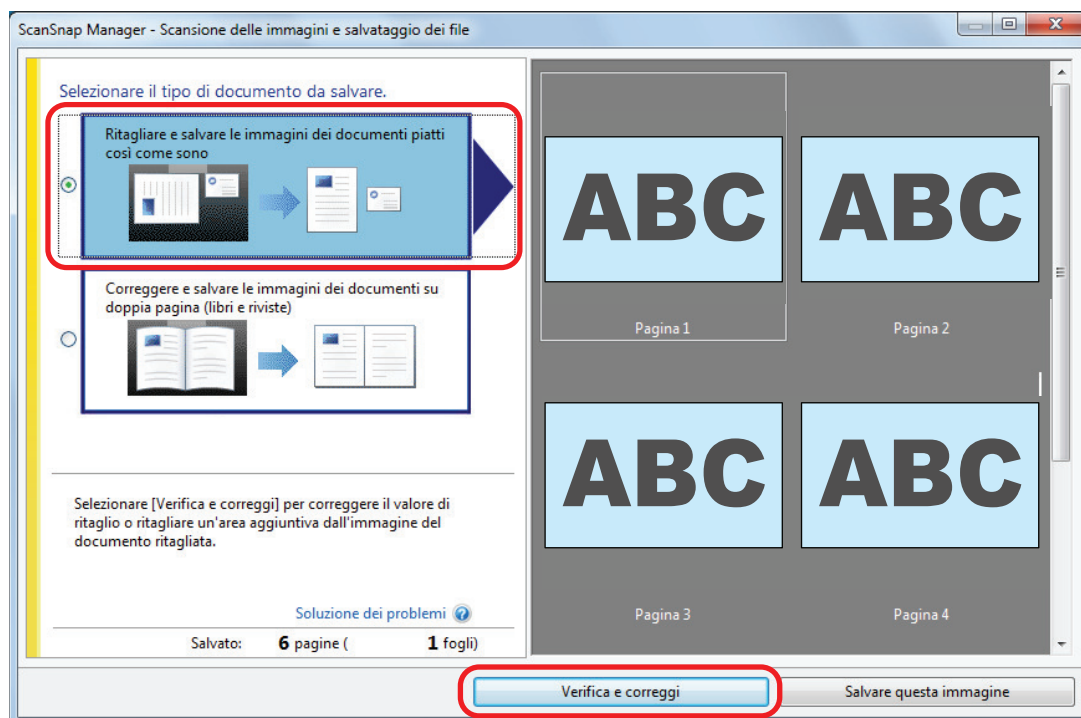 ScanSnap Manager - Scansione delle immagini e salvataggio dei file
Selezionare il tipo di documento da salvare.
Ritagliare e salvare le immagini dei documenti piatti
così come sono
Correggere e salvare le immagini dei documenti su
doppia pagina (libri e riviste)
Selezionare [Verifica e correggi] per correggere il valore di
ritaglio o ritagliare un'area aggiuntiva dall'immagine del
documento ritagliata.
Soluzione dei problemi
Salvato: 6 pagine ( 1 fogli)
ABC ABC
Pagina 1 Pagina 2
ABC ABC
Pagina 3 Pagina 4
Verifica e correggi Salvare questa immagine